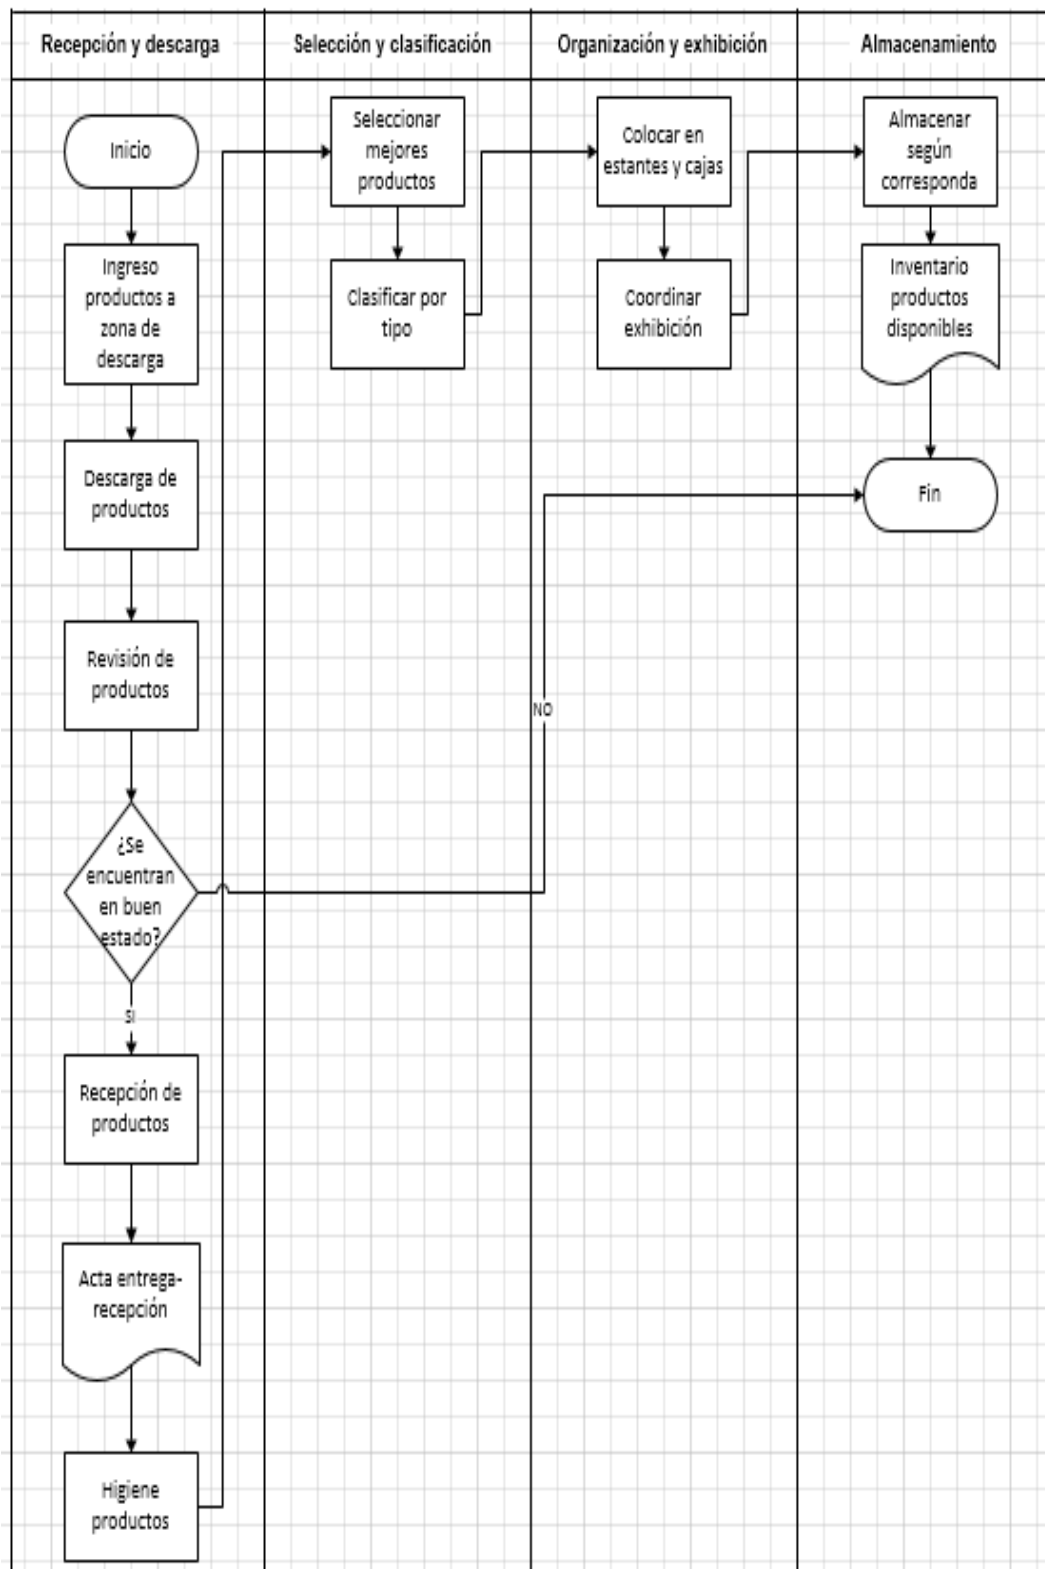 Recepción y descarga
Selección y clasificación
Organización y exhibición
Almacenamiento
Inicio
Ingreso
productos a
zona de
descarga
Descarga de
productos
Revisión de
productos
¿Se
encuentran
en buen
estado?
SI
Recepción de
productos
Acta entrega-
recepción
Higiene
productos
Seleccionar
mejores
productos
Clasificar por
tipo
Colocar en
estantes y cajas
Coordinar
exhibición
NO
Almacenar
según
corresponda
Inventario
productos
disponibles
Fin